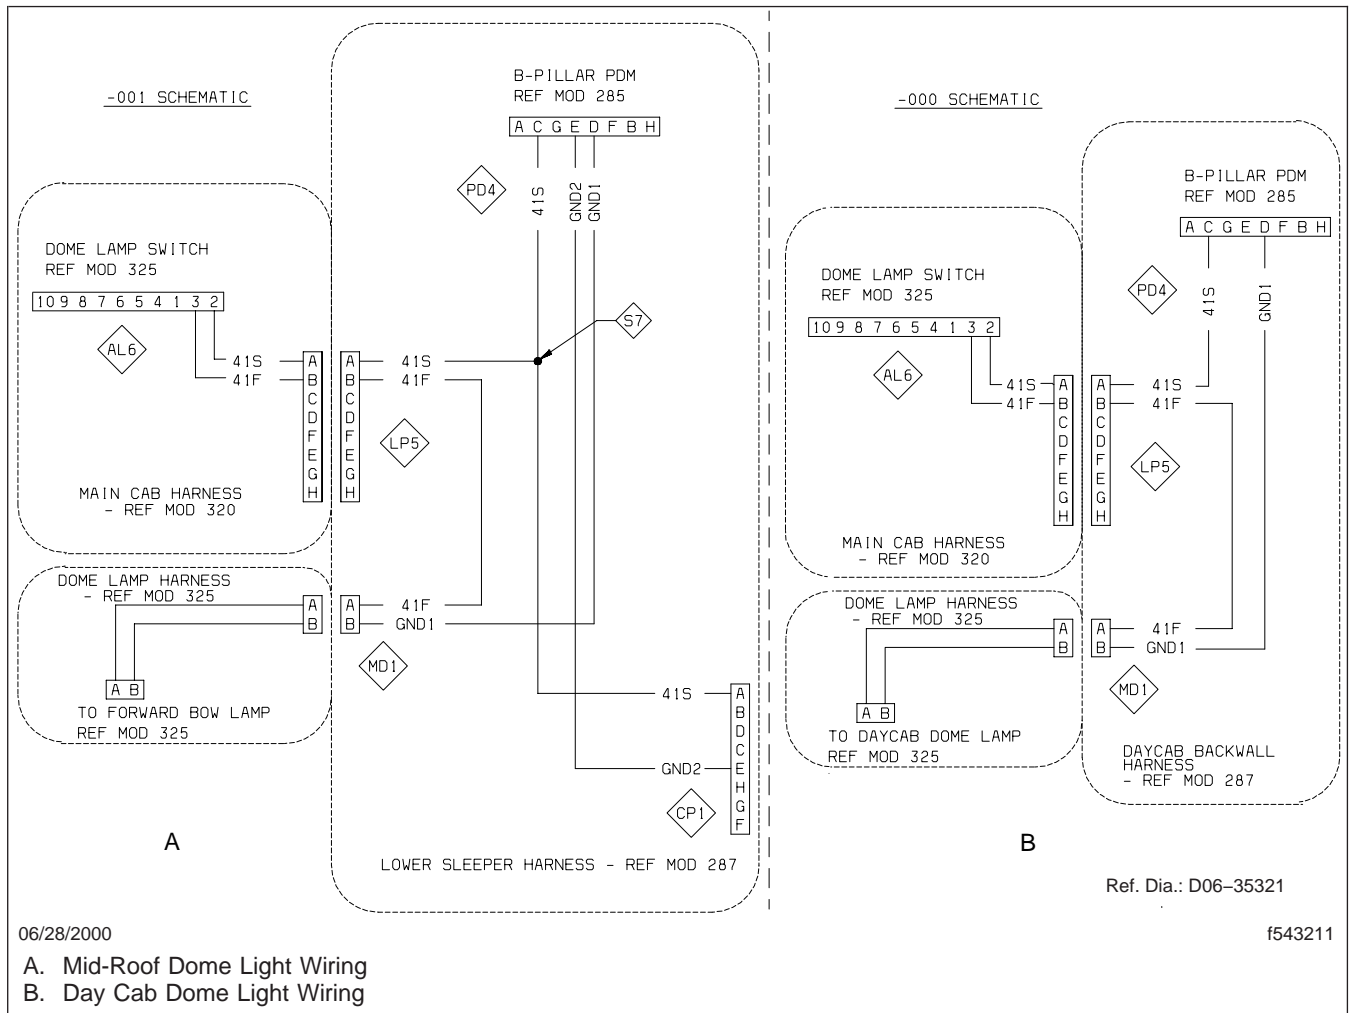 -001 SCHEMATIC
B-PILLAR PDM
REF MOD 285
A C G E D F B H
PD4
41S
GND2
GND1
DOME LAMP SWITCH
REF MOD 325
10 9 8 7 6 5 4 1 3 2
AL6
41S
41F
A
B
C
D
F
E
G
H
A
B
C
D
F
E
G
H
41S
41F
S7
LP5
MAIN CAB HARNESS
- REF MOD 320
DOME LAMP HARNESS
- REF MOD 325
A
B
A
B
41F
GND1
MD1
A B
TO FORWARD BOW LAMP
REF MOD 325
41S
GND2
A
B
D
C
E
H
G
F
CP1
LOWER SLEEPER HARNESS - REF MOD 287
A
-000 SCHEMATIC
B-PILLAR PDM
REF MOD 285
A C G E D F B H
PD4
41S
GND1
DOME LAMP SWITCH
REF MOD 325
10 9 8 7 6 5 4 1 3 2
AL6
41S
41F
A
B
C
D
F
E
G
H
A
B
C
D
F
E
G
H
41S
41F
LP5
MAIN CAB HARNESS
- REF MOD 320
DOME LAMP HARNESS
- REF MOD 325
A
B
A
B
41F
GND1
MD1
A B
TO DAYCAB DOME LAMP
REF MOD 325
DAYCAB BACKWALL
HARNESS
- REF MOD 287
B
Ref. Dia.: D06–35321
06/28/2000
f543211
A. Mid-Roof Dome Light Wiring
B. Day Cab Dome Light Wiring